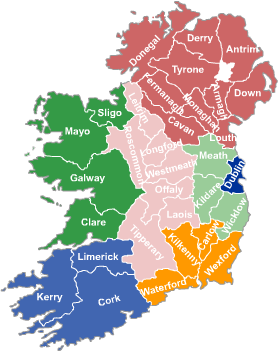 Donegal
Derry
Antrim
Tyrone
Down
Fermanagh
Armagh
Monaghan
Cavan
Leitrim
Sligo
Mayo
Roscommon
Longford
Louth
Meath
Westmeath
Dublin
Galway
Offaly
Kildare
Laois
Wicklow
Clare
Tipperary
Kilkenny
Carlow
Wexford
Limerick
Waterford
Kerry
Cork